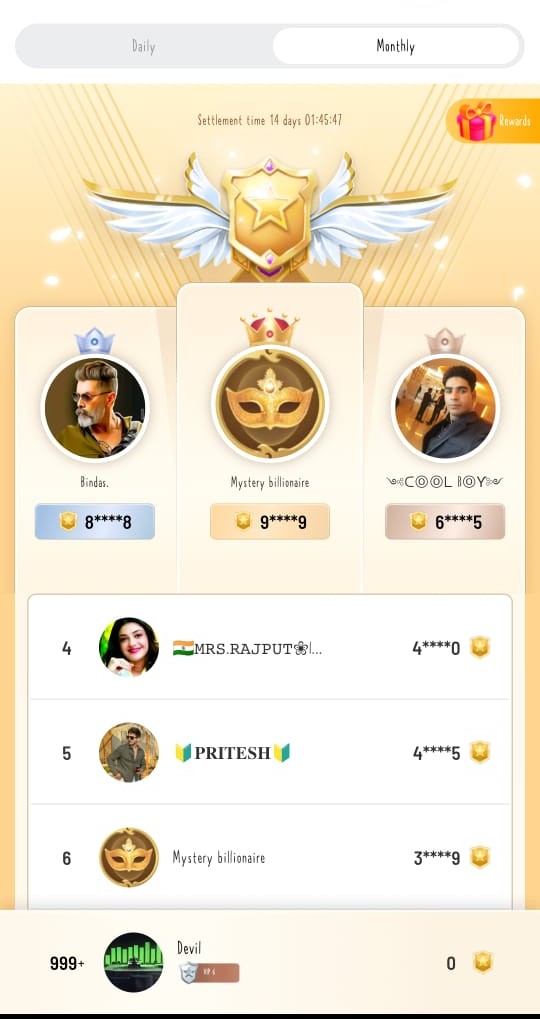 Daily
Monthly
Settlement time 14 days 01:45:47
Rewards
Bindas.
8****8
Mystery billionaire
9****9
༺ⒸⓄⓄL ⒷⓄY༻
6****5
4
🇮🇳𝙼𝚁𝚂.𝚁𝙰𝙹𝙿𝚄𝚃❀|...
4****0
5
🔰𝐏𝐑𝐈𝐓𝐄𝐒𝐇🔰
4****5
6
Mystery billionaire
3****9
999+
Devil
0